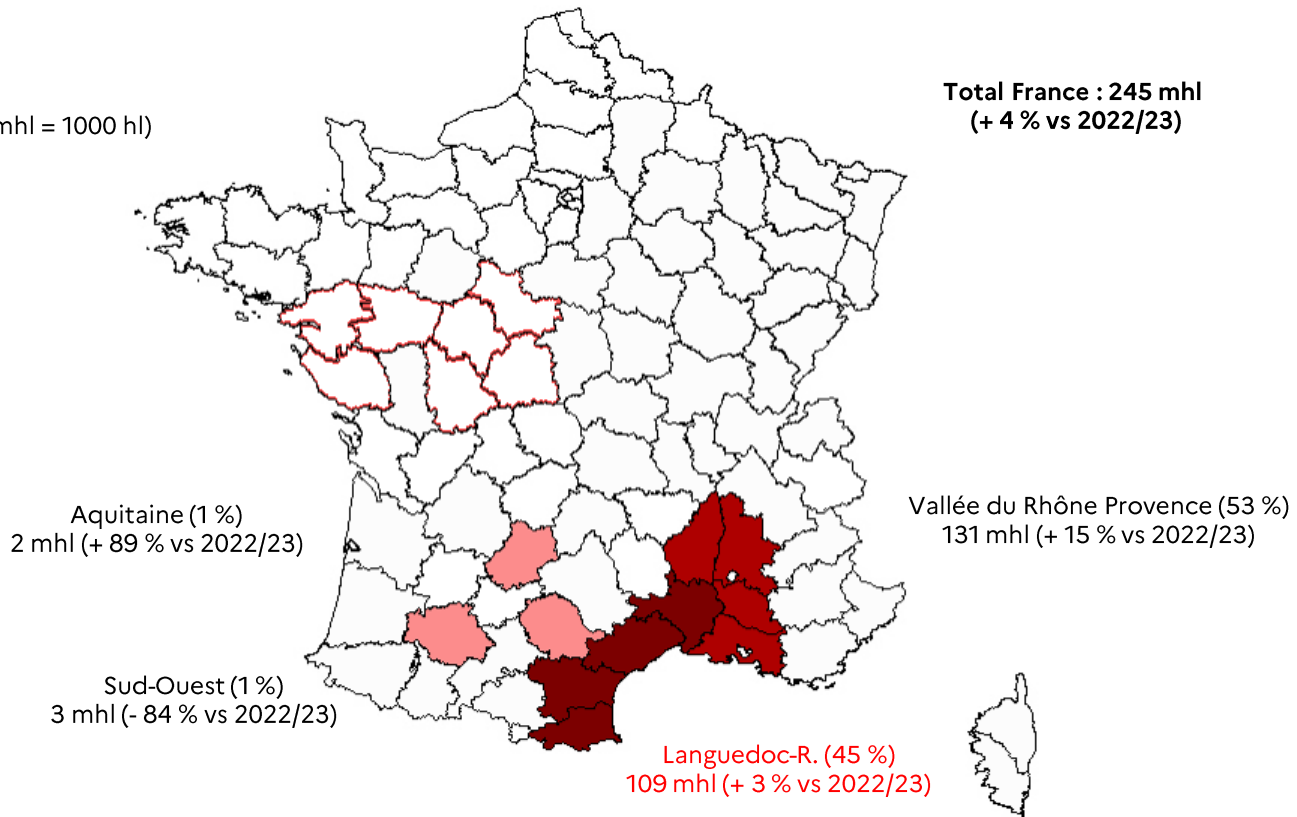 Total France : 245 mhl
(+ 4 % vs 2022/23)
mhl = 1000 hl)
Vallée du Rhône Provence (53 %)
131 mhl (+ 15 % vs 2022/23)
Aquitaine (1 %)
2 mhl (+ 89 % vs 2022/23)
Sud-Ouest (1 %)
3 mhl (- 84 % vs 2022/23)
Languedoc-R. (45 %)
109 mhl (+ 3 % vs 2022/23)